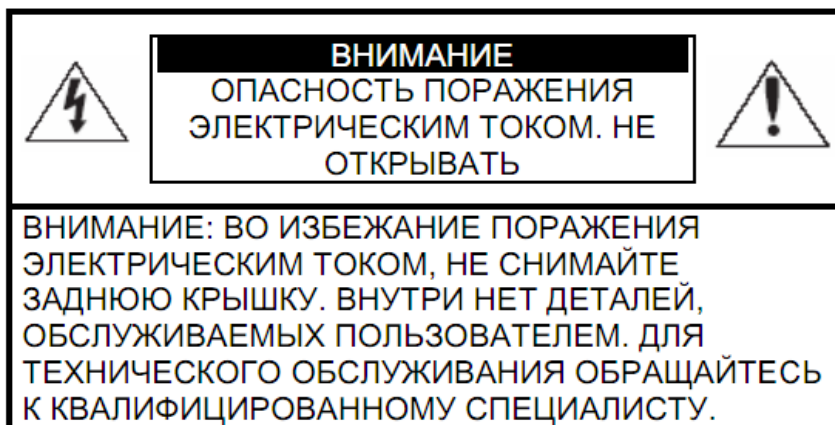 ВНИМАНИЕ
ОПАСНОСТЬ ПОРАЖЕНИЯ
ЭЛЕКТРИЧЕСКИМ ТОКОМ. НЕ
ОТКРЫВАТЬ
ВНИМАНИЕ: ВО ИЗБЕЖАНИЕ ПОРАЖЕНИЯ
ЭЛЕКТРИЧЕСКИМ ТОКОМ, НЕ СНИМАЙТЕ
ЗАДНЮЮ КРЫШКУ. ВНУТРИ НЕТ ДЕТАЛЕЙ,
ОБСЛУЖИВАЕМЫХ ПОЛЬЗОВАТЕЛЕМ. ДЛЯ
ТЕХНИЧЕСКОГО ОБСЛУЖИВАНИЯ ОБРАЩАЙТЕСЬ
К КВАЛИФИЦИРОВАННОМУ СПЕЦИАЛИСТУ.